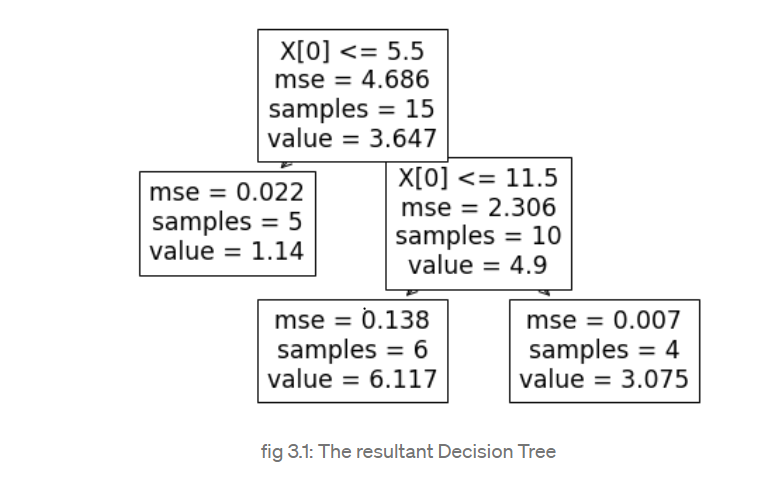 X[0] <= 5.5
mse = 4.686
samples = 15
value = 3.647
mse = 0.022
samples = 5
value = 1.14
X[0] <= 11.5
mse = 2.306
samples = 10
value = 4.9
mse = 0.138
samples = 6
value = 6.117
mse = 0.007
samples = 4
value = 3.075
fig 3.1: The resultant Decision Tree